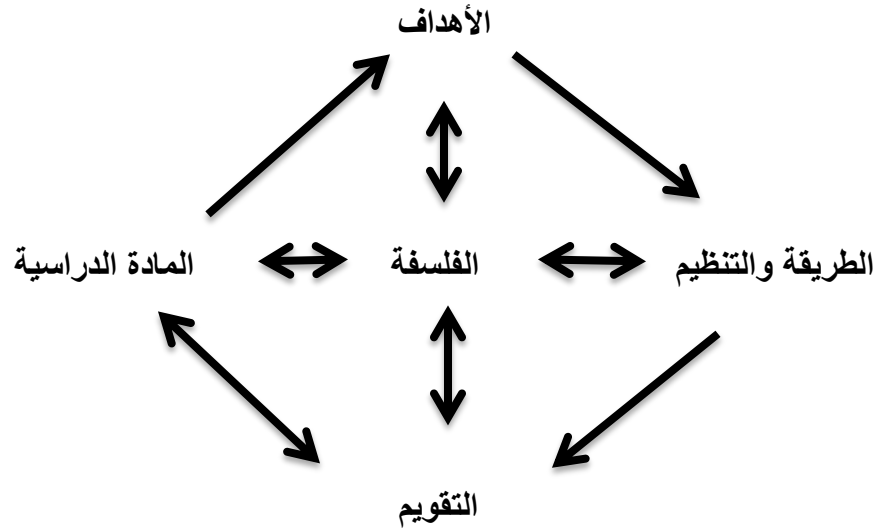 الأهداف
الطريقة والتنظيم
الفلسفة
المادة الدراسية
التقويم